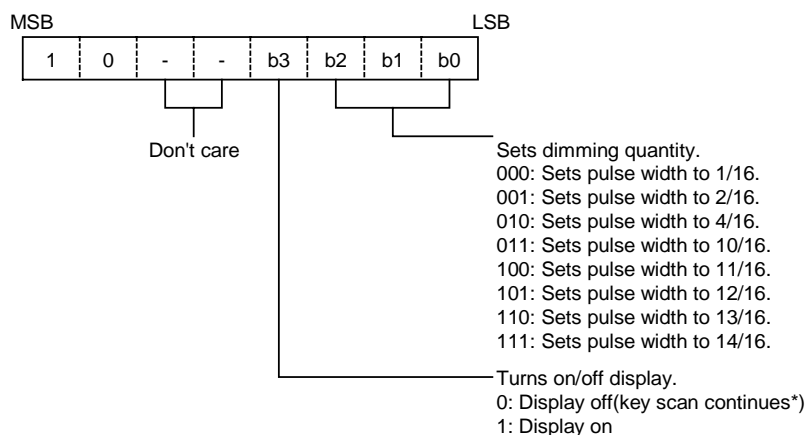 MSB LSB
1 0 - - b3 b2 b1 b0
Don't care
Sets dimming quantity.
000: Sets pulse width to 1/16.
001: Sets pulse width to 2/16.
010: Sets pulse width to 4/16.
011: Sets pulse width to 10/16.
100: Sets pulse width to 11/16.
101: Sets pulse width to 12/16.
110: Sets pulse width to 13/16.
111: Sets pulse width to 14/16.
Turns on/off display.
0: Display off(key scan continues*)
1: Display on